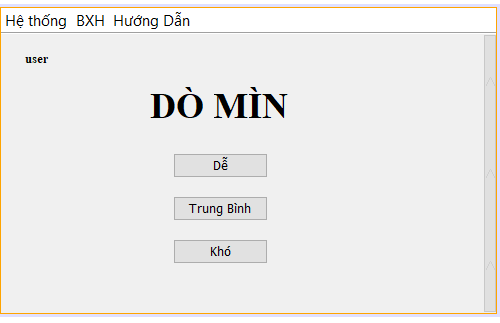 Hệ thống BXH Hướng Dẫn
user
DÒ MÌN
Dễ
Trung Bình
Khó